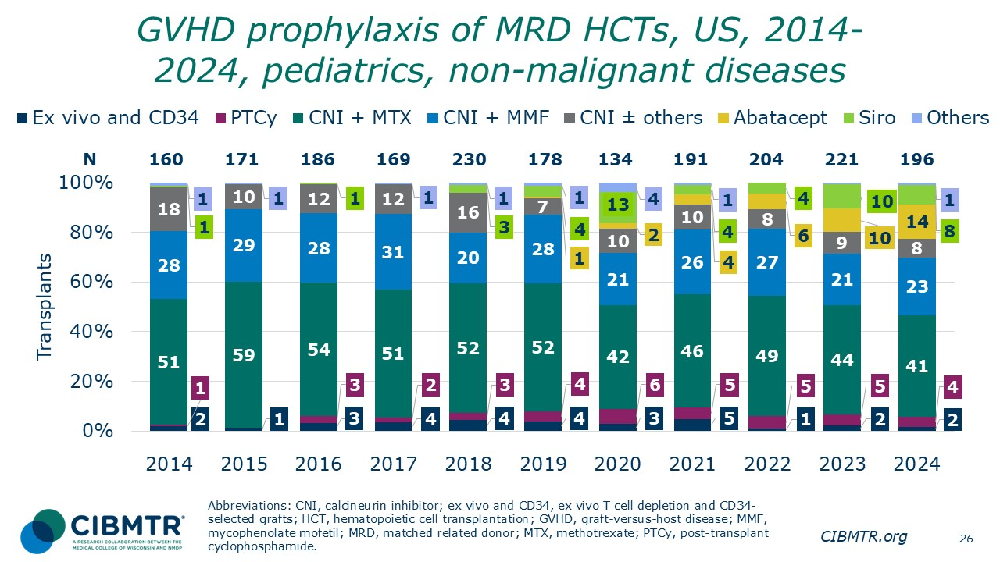 GVHD prophylaxis of MRD HCTs, US, 2014-
2024, pediatrics, non-malignant diseases
Ex vivo and CD34 PTCy CNI + MTX CNI + MMF CNI ± others Abatacept Siro Others
N 160 171 186 169 230 178 134 191 204 221 196
100%
80%
60%
40%
20%
0%
Transplants
18 1 1 28 51 1 2
10 1 29 59 1
12 1 28 54 3 3
12 1 31 51 2 4
16 1 3 20 52 3 4
7 1 4 1 28 52 4 4
13 4 2 10 21 42 6 3
10 1 4 4 26 46 5 5
8 4 6 27 49 5 1
10 10 9 21 44 5 2
14 1 8 8 23 41 4 2
2014 2015 2016 2017 2018 2019 2020 2021 2022 2023 2024
CIBMTR®
A RESEARCH COLLABORATION BETWEEN THE
MEDICAL COLLEGE OF WISCONSIN AND NMDP
Abbreviations: CNI, calcineurin inhibitor; ex vivo and CD34, ex vivo T cell depletion and CD34-
selected grafts; HCT, hematopoietic cell transplantation; GVHD, graft-versus-host disease; MMF,
mycophenolate mofetil; MRD, matched related donor; MTX, methotrexate; PTCy, post-transplant
cyclophosphamide.
CIBMTR.org 26